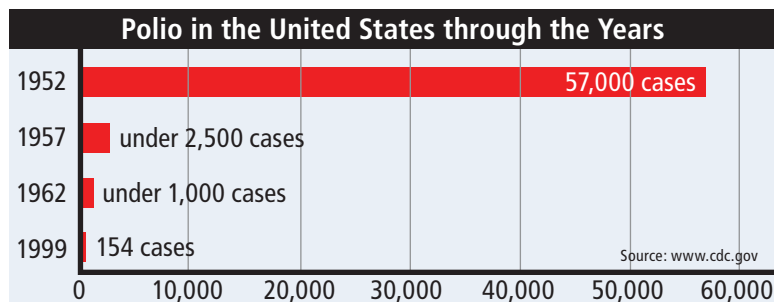 Polio in the United States through the Years
1952 57,000 cases
1957 under 2,500 cases
1962 under 1,000 cases
1999 154 cases
Source: www.cdc.gov
0 10,000 20,000 30,000 40,000 50,000 60,000